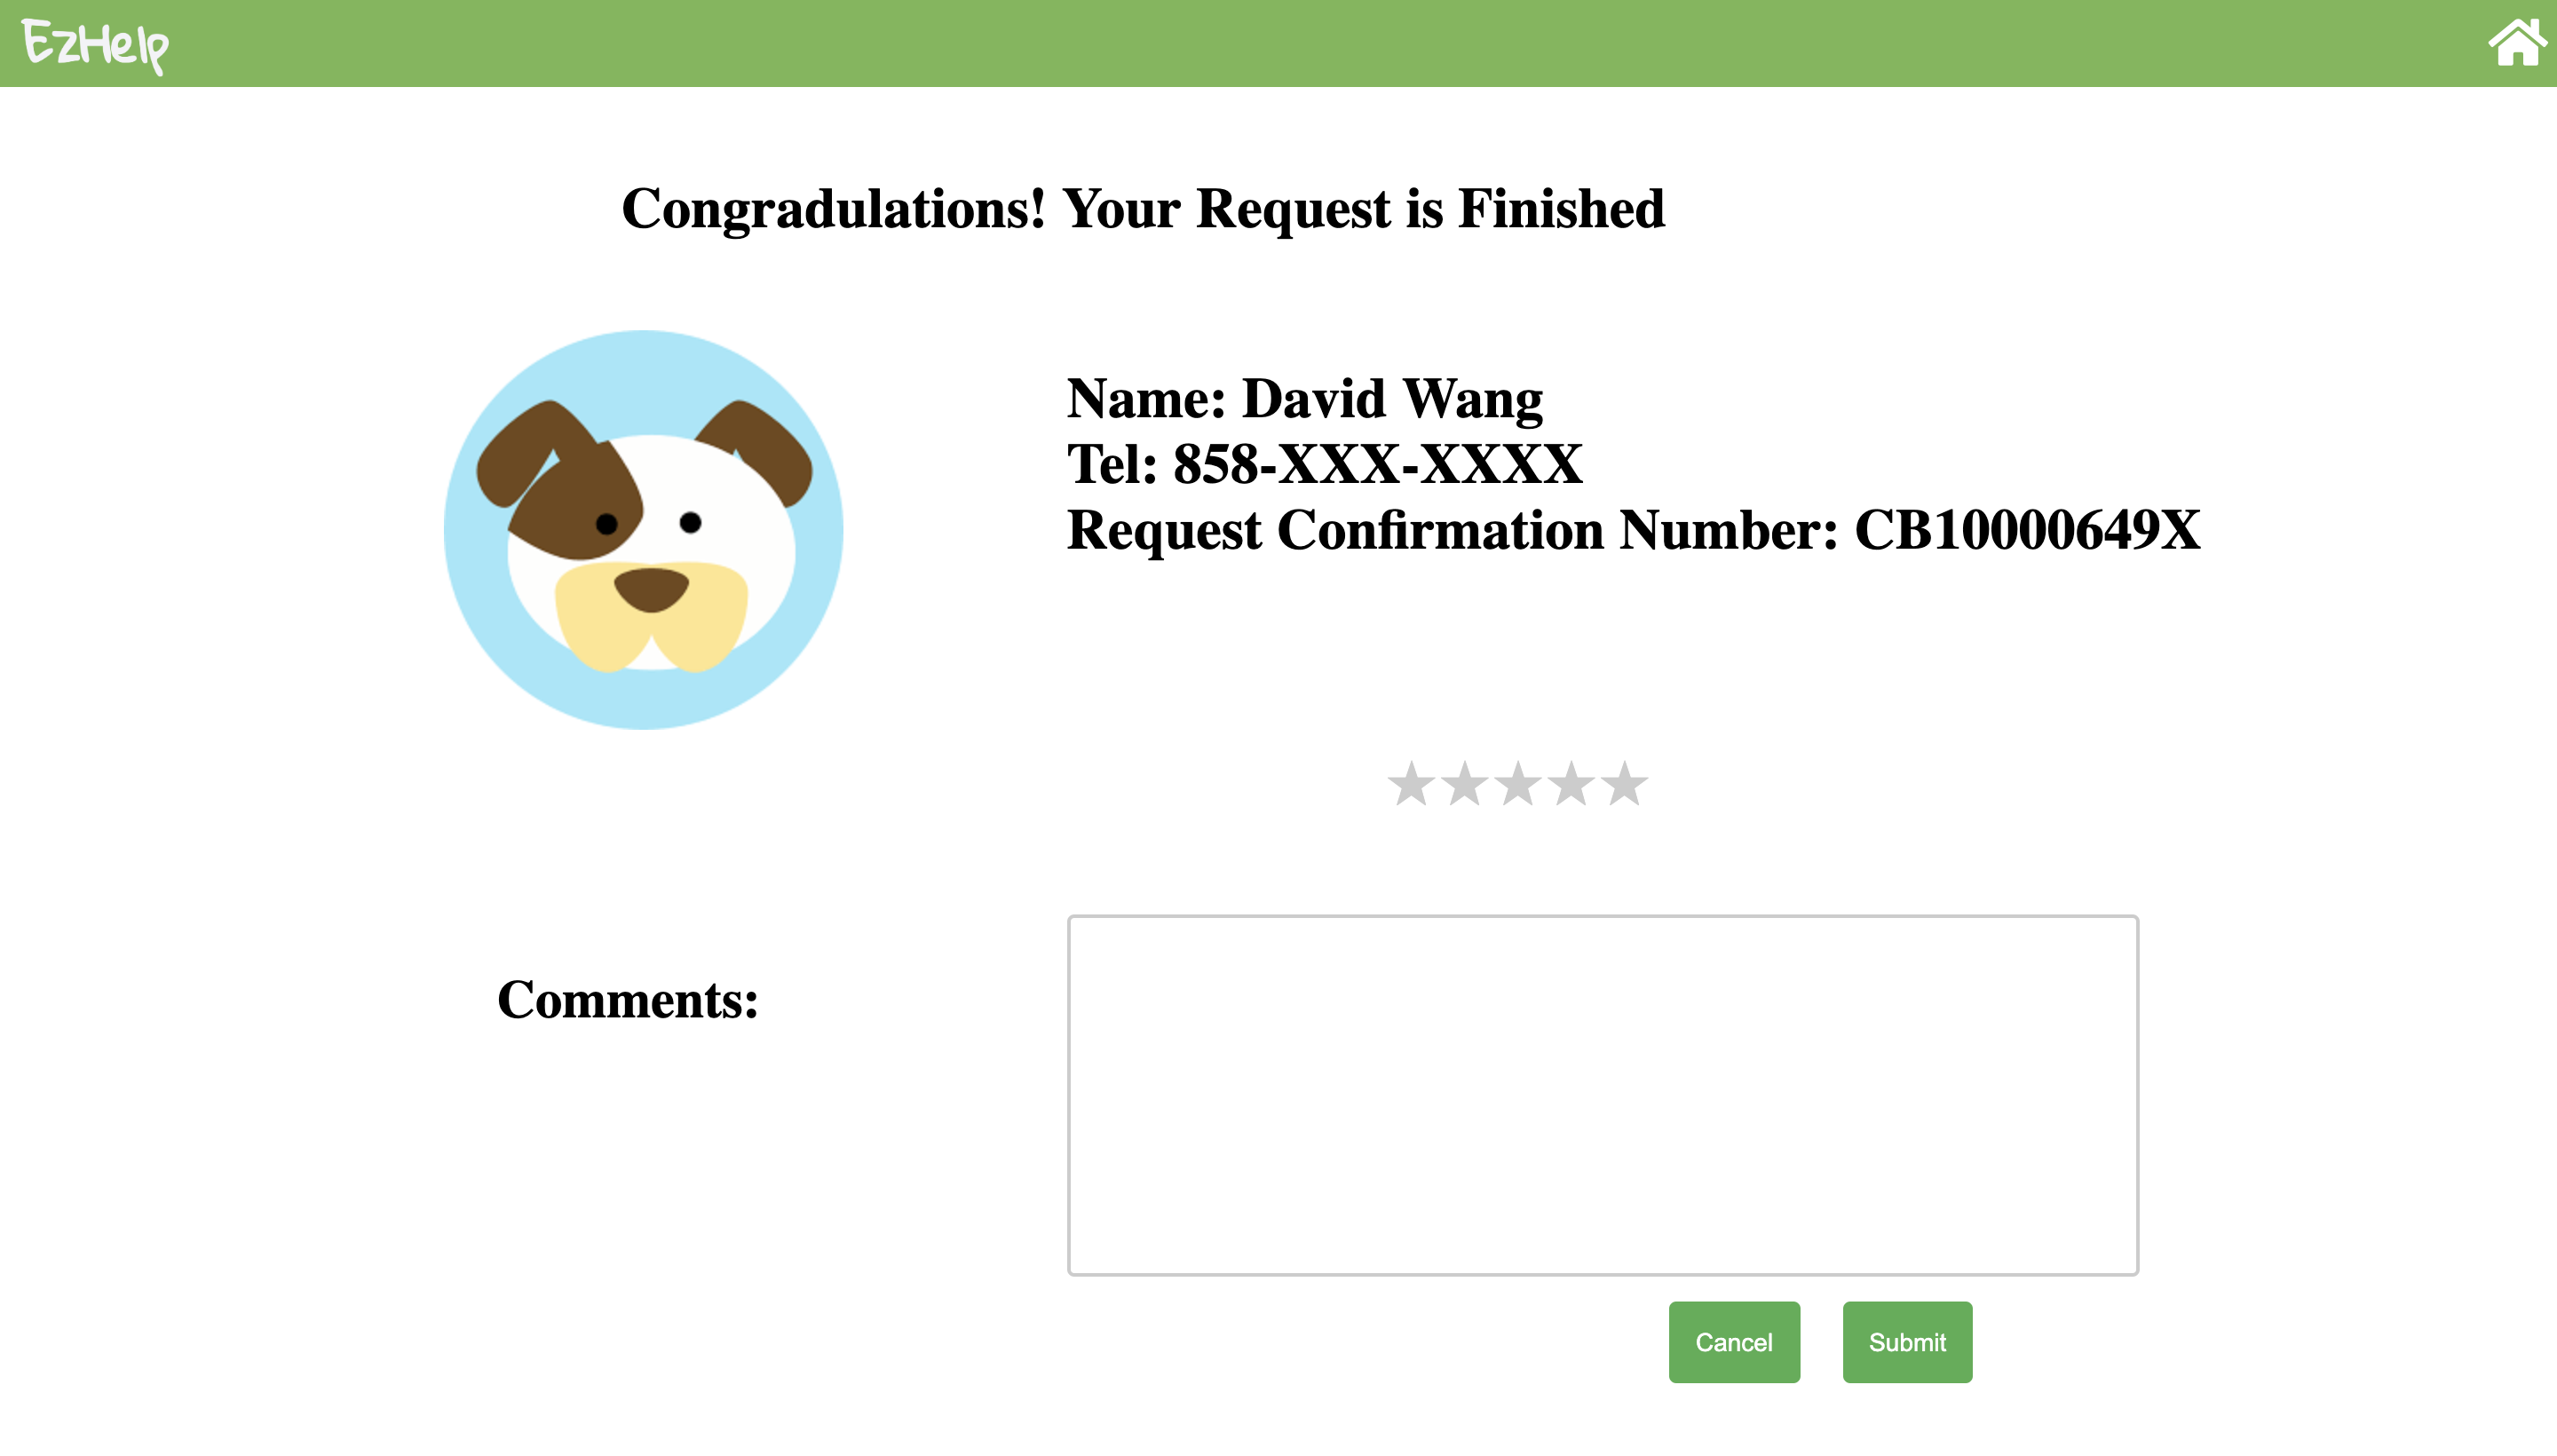 EzHelp
Congradulations! Your Request is Finished
Name: David Wang
Tel: 858-XXX-XXXX
Request Confirmation Number: CB10000649X
Comments:
Cancel
Submit